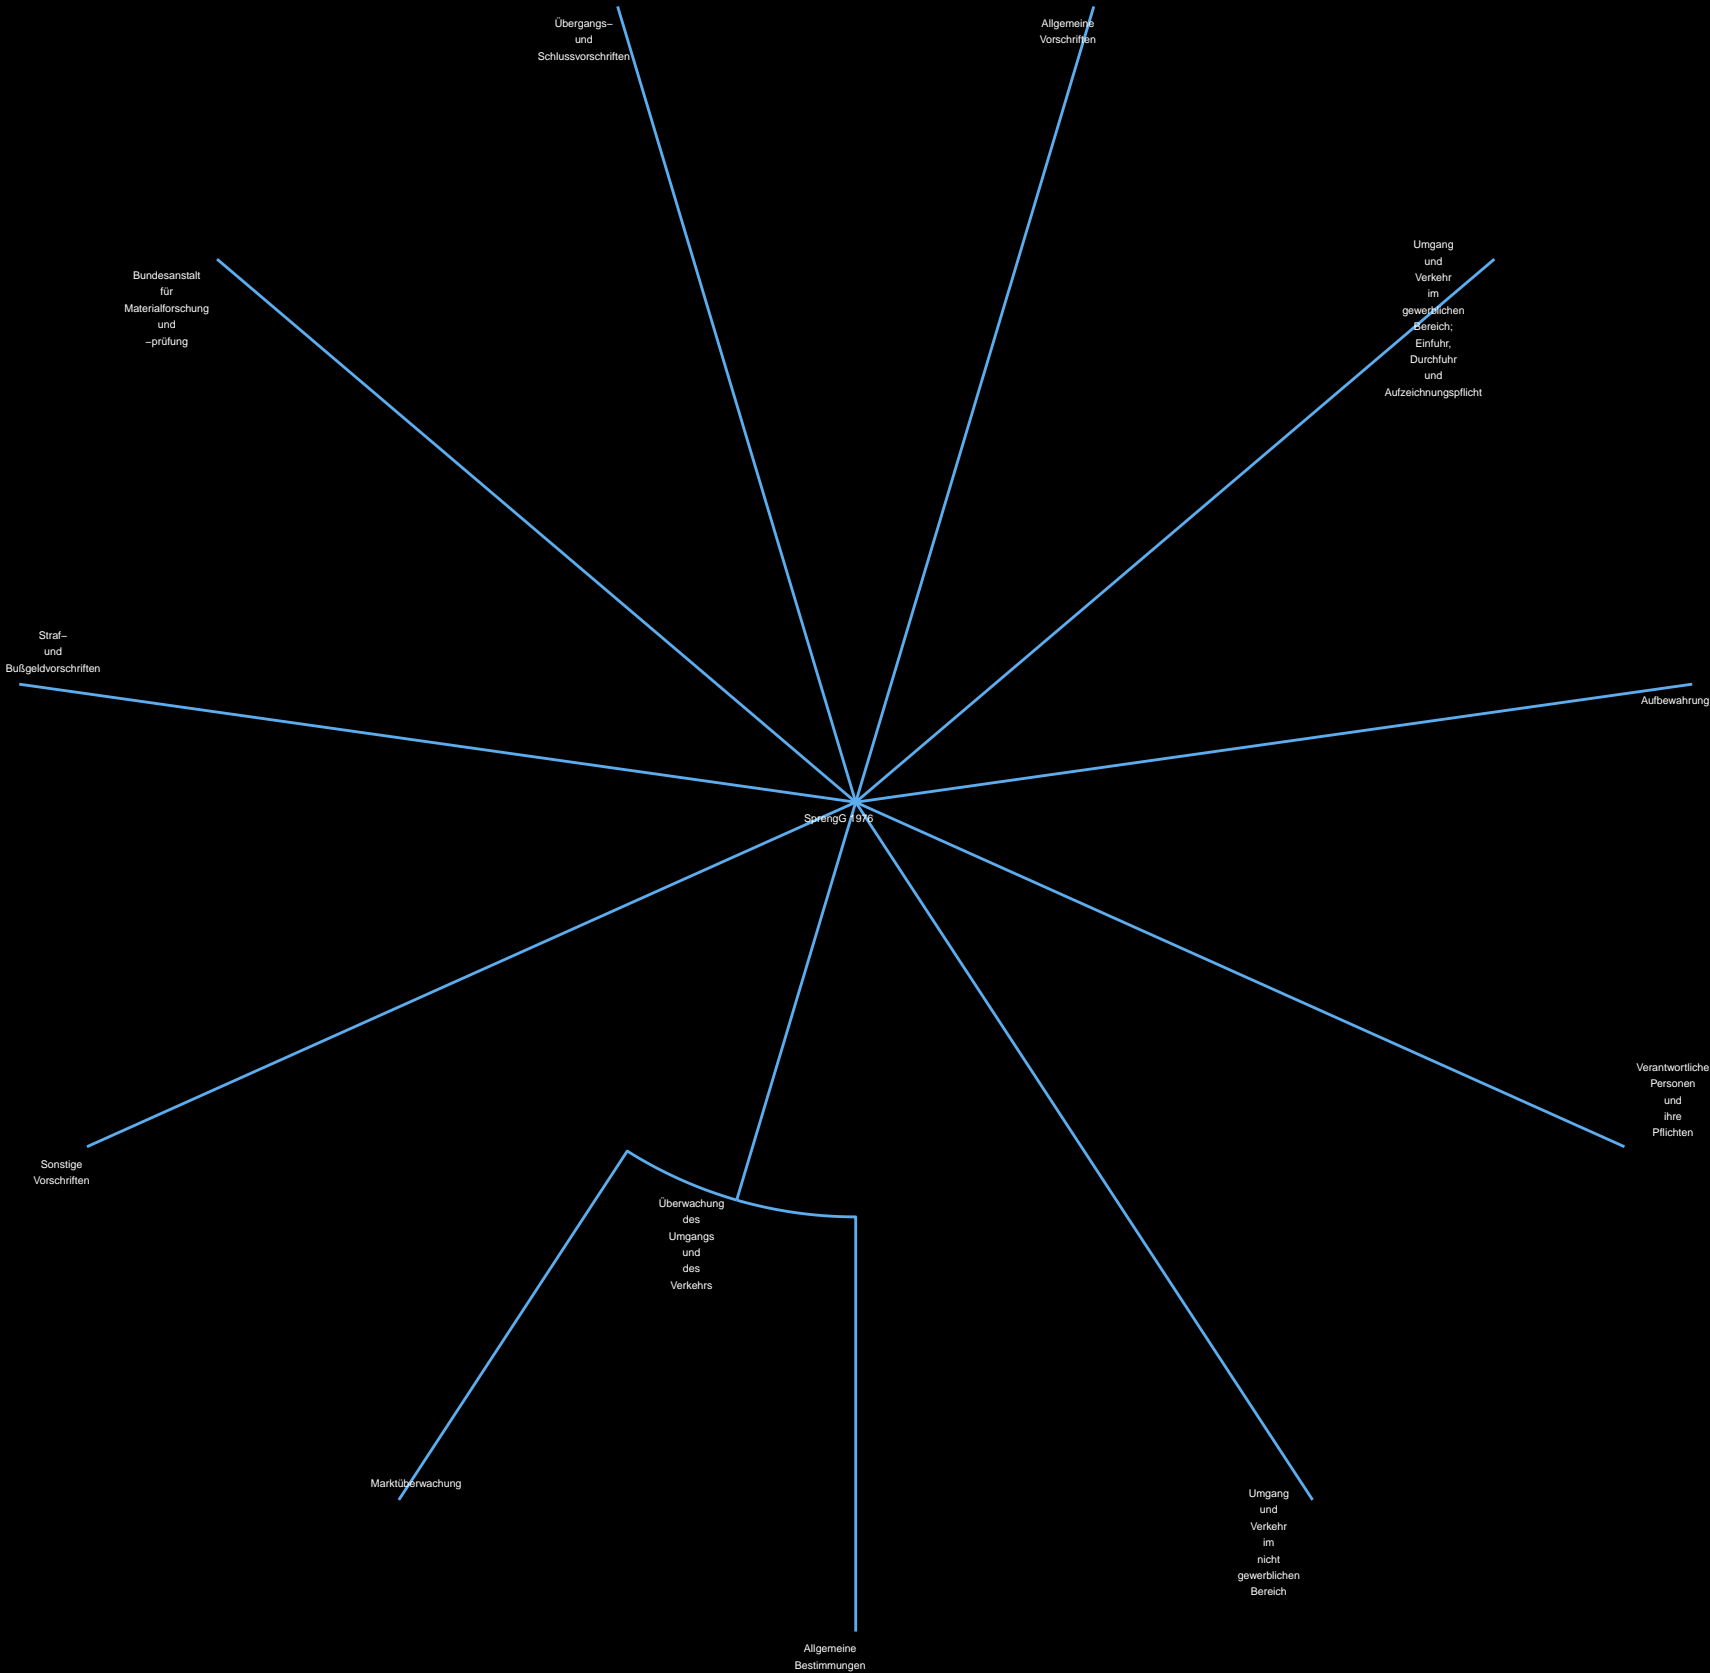 Übergangs–
und
Schlussvorschriften
Allgemeine
Vorschriften
Umgang
und
Verkehr
im
gewerblichen
Bereich;
Einfuhr,
Durchfuhr
und
Aufzeichnungspflicht
Bundesanstalt
für
Materialforschung
und
–prüfung
Straf–
und
Bußgeldvorschriften
Aufbewahrung
SprengG 1976
Verantwortliche
Personen
und
ihre
Pflichten
Sonstige
Vorschriften
Überwachung
des
Umgangs
und
des
Verkehrs
Marktüberwachung
Umgang
und
Verkehr
im
nicht
gewerblichen
Bereich
Allgemeine
Bestimmungen